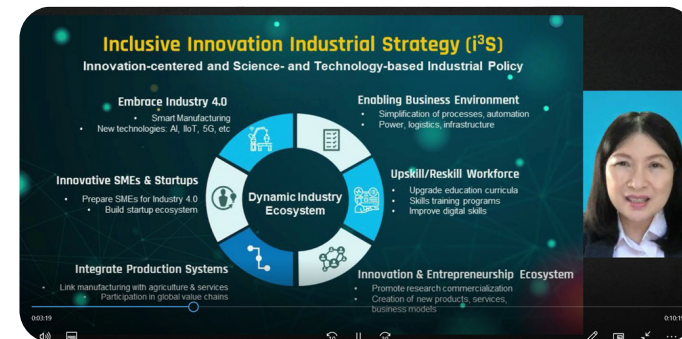 Inclusive Innovation Industrial Strategy (i³S)
Innovation-centered and Science- and Technology-based Industrial Policy
Embrace Industry 4.0
• Smart Manufacturing
• New technologies: AI, IIoT, 5G, etc
Innovative SMEs & Startups
• Prepare SMEs for Industry 4.0
• Build startup ecosystem
Integrate Production Systems
• Link manufacturing with agriculture & services
• Participation in global value chains
Dynamic Industry
Ecosystem
Enabling Business Environment
• Simplification of processes, automation
• Power, logistics, infrastructure
Upskill/Reskill Workforce
• Upgrade education curricula
• Skills training programs
• Improve digital skills
Innovation & Entrepreneurship Ecosystem
• Promote research commercialization
• Creation of new products, services,
business models
0:03:19